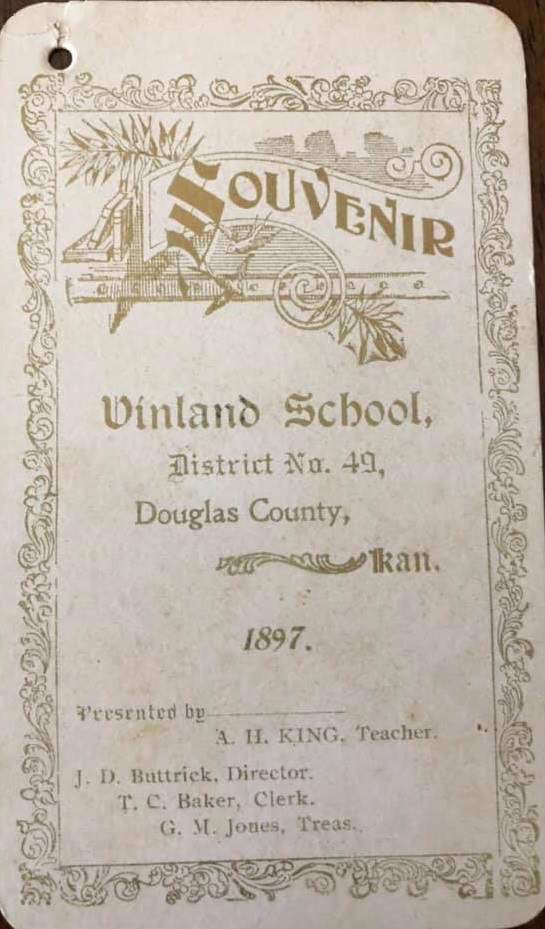 SOUVENIR
Vinland School,
District No. 49,
Douglas County,
Kan.
1897.
Presented by
A. H. KING, Teacher.
J. D. Buttrick, Director.
T. C. Baker, Clerk.
G. M. Jones, Treas.